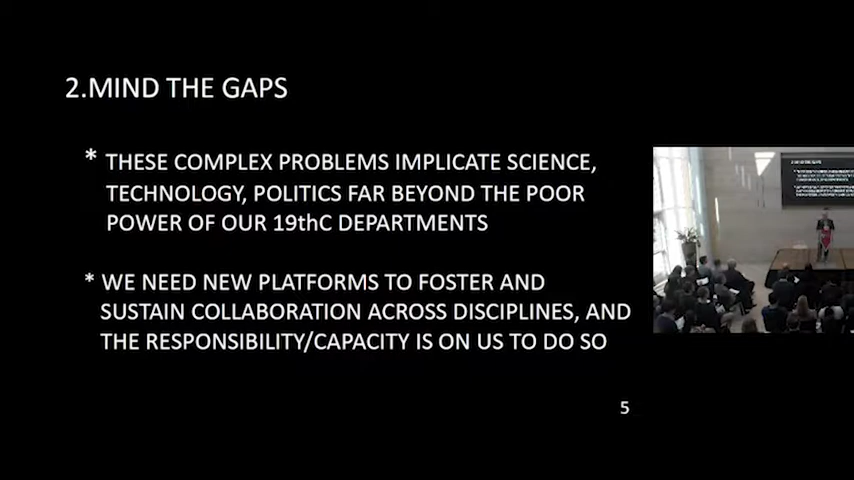 2.MIND THE GAPS
* THESE COMPLEX PROBLEMS IMPLICATE SCIENCE,
TECHNOLOGY, POLITICS FAR BEYOND THE POOR
POWER OF OUR 19thC DEPARTMENTS
* WE NEED NEW PLATFORMS TO FOSTER AND
SUSTAIN COLLABORATION ACROSS DISCIPLINES, AND
THE RESPONSIBILITY/CAPACITY IS ON US TO DO SO
5